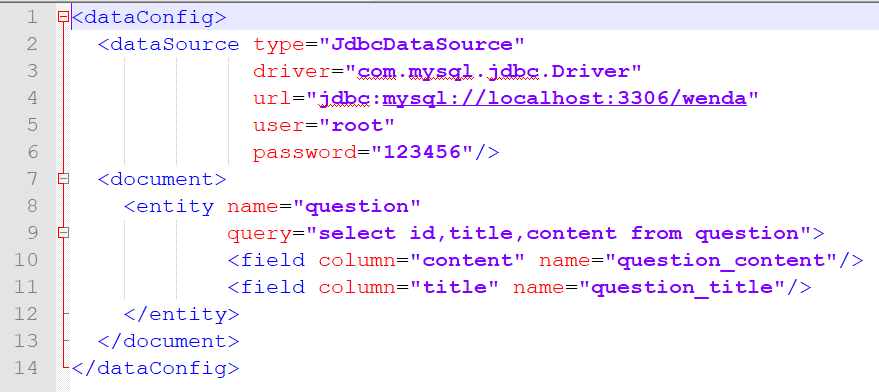 1 <dataConfig>
2 <dataSource type="JdbcDataSource"
3 driver="com.mysql.jdbc.Driver"
4 url="jdbc:mysql://localhost:3306/wenda"
5 user="root"
6 password="123456"/>
7 <document>
8 <entity name="question"
9 query="select id,title,content from question">
10 <field column="content" name="question_content"/>
11 <field column="title" name="question_title"/>
12 </entity>
13 </document>
14 </dataConfig>